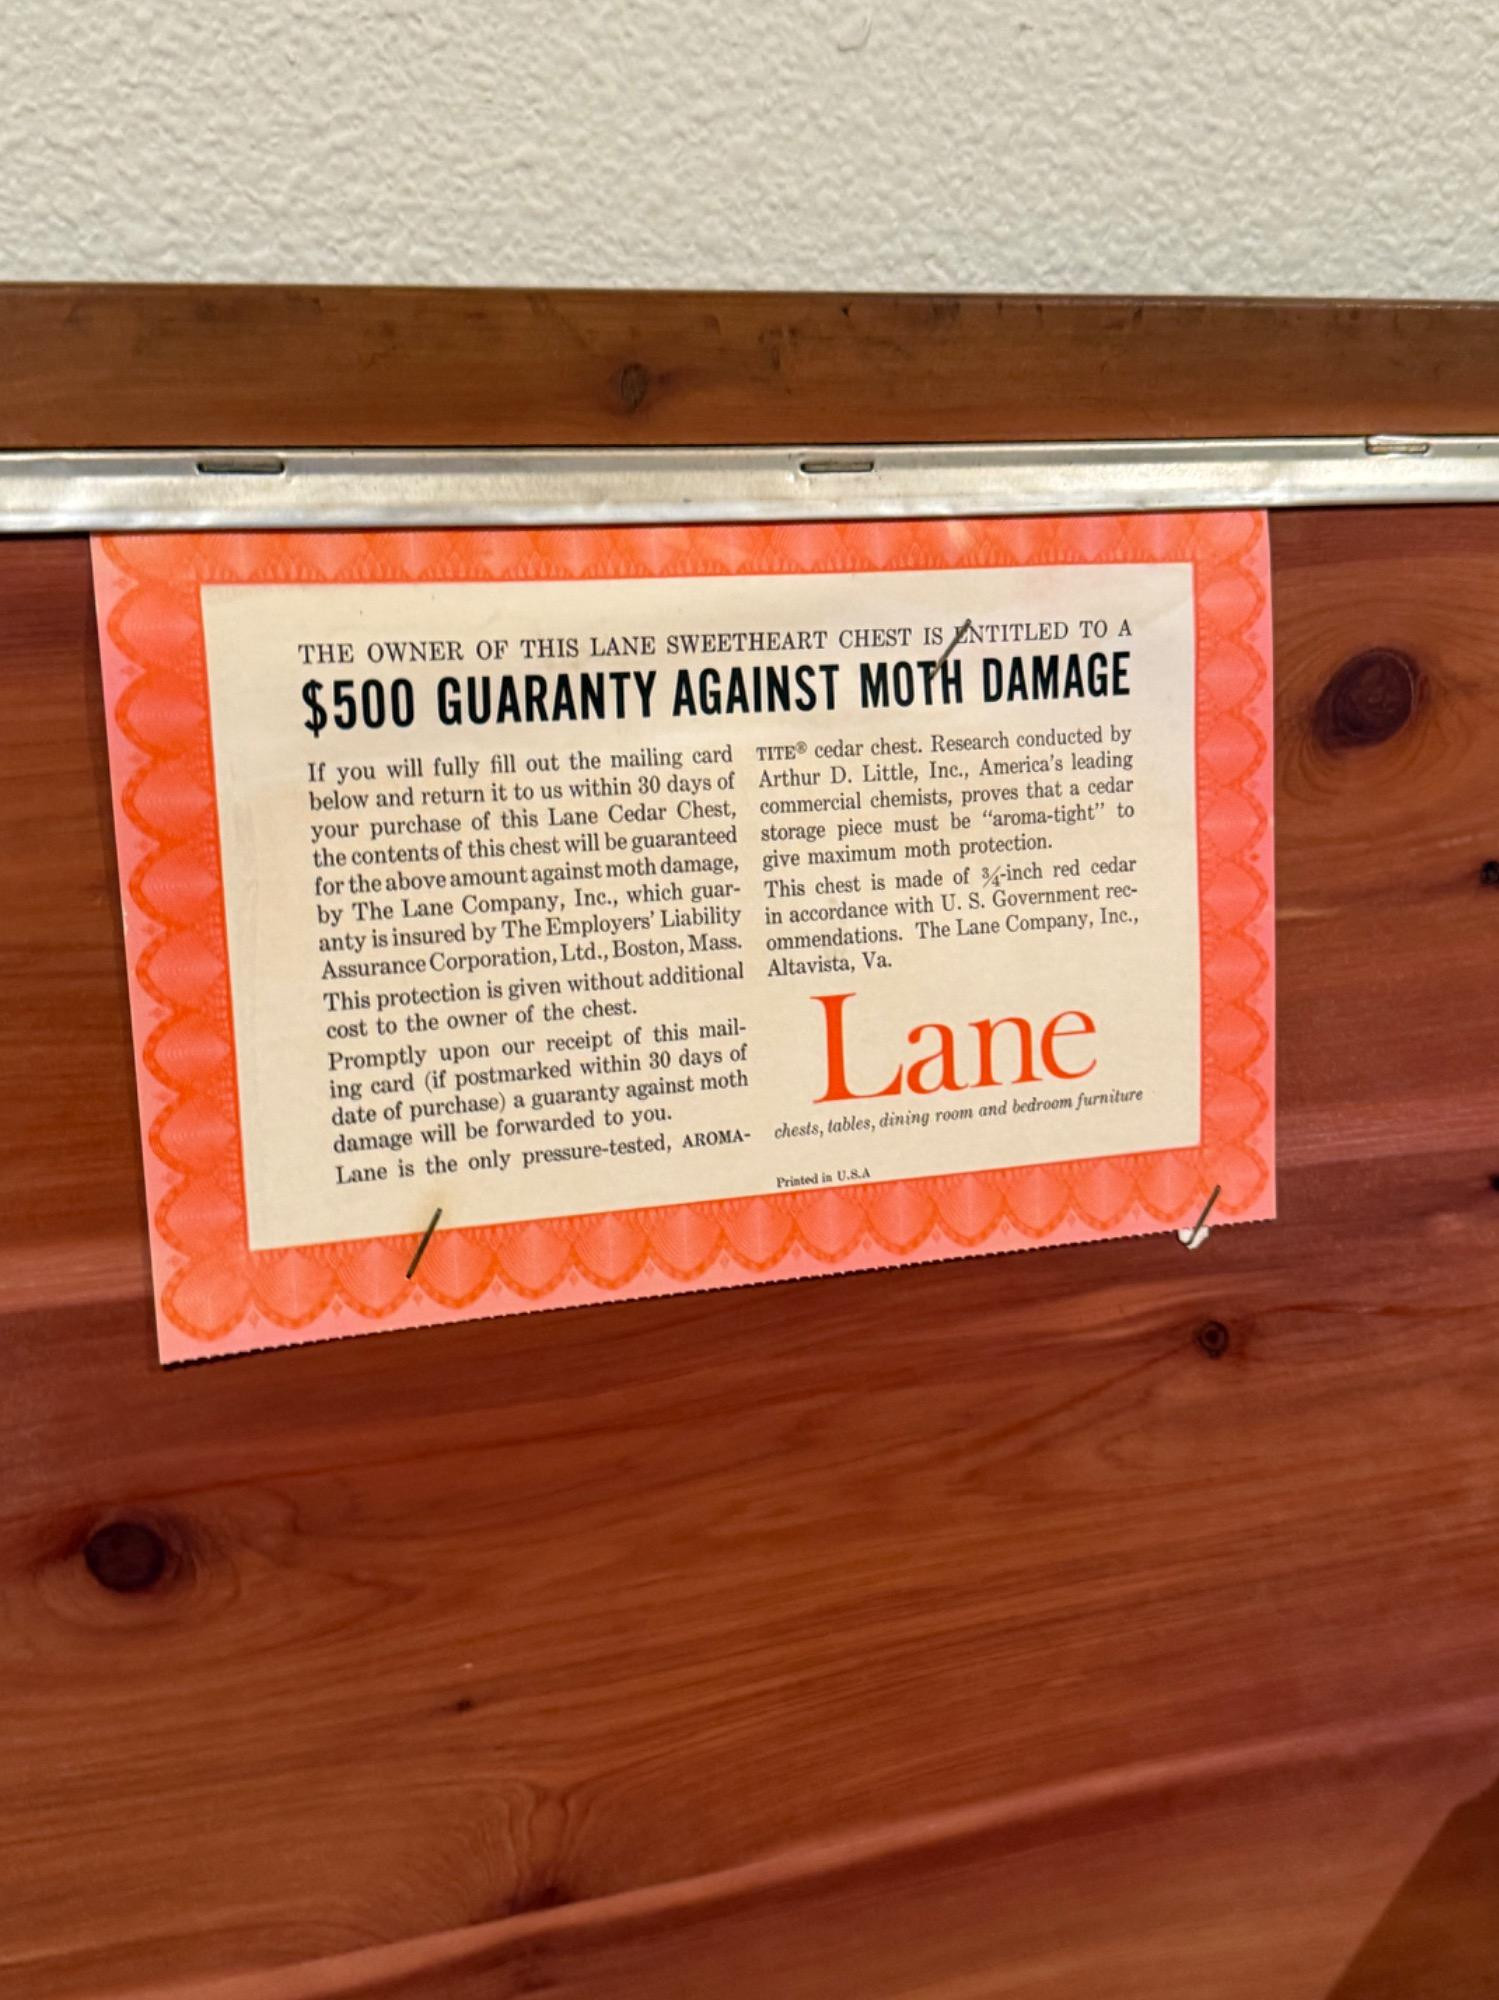 THE OWNER OF THIS LANE SWEETHEART CHEST IS ENTITLED TO A
$500 GUARANTY AGAINST MOTH DAMAGE
If you will fully fill out the mailing card
below and return it to us within 30 days of
your purchase of this Lane Cedar Chest,
the contents of this chest will be guaranteed
for the above amount against moth damage,
by The Lane Company, Inc., which guar-
anty is insured by The Employers' Liability
Assurance Corporation, Ltd., Boston, Mass.
This protection is given without additional
cost to the owner of the chest.
Promptly upon our receipt of this mail-
ing card (if postmarked within 30 days of
date of purchase) a guaranty against moth
damage will be forwarded to you.
Lane is the only pressure-tested, AROMA-
TITE® cedar chest. Research conducted by
Arthur D. Little, Inc., America's leading
commercial chemists, proves that a cedar
storage piece must be "aroma-tight" to
give maximum moth protection.
This chest is made of ¾-inch red cedar
in accordance with U. S. Government rec-
ommendations. The Lane Company, Inc.,
Altavista, Va.
Lane
chests, tables, dining room and bedroom furniture
Printed in U.S.A